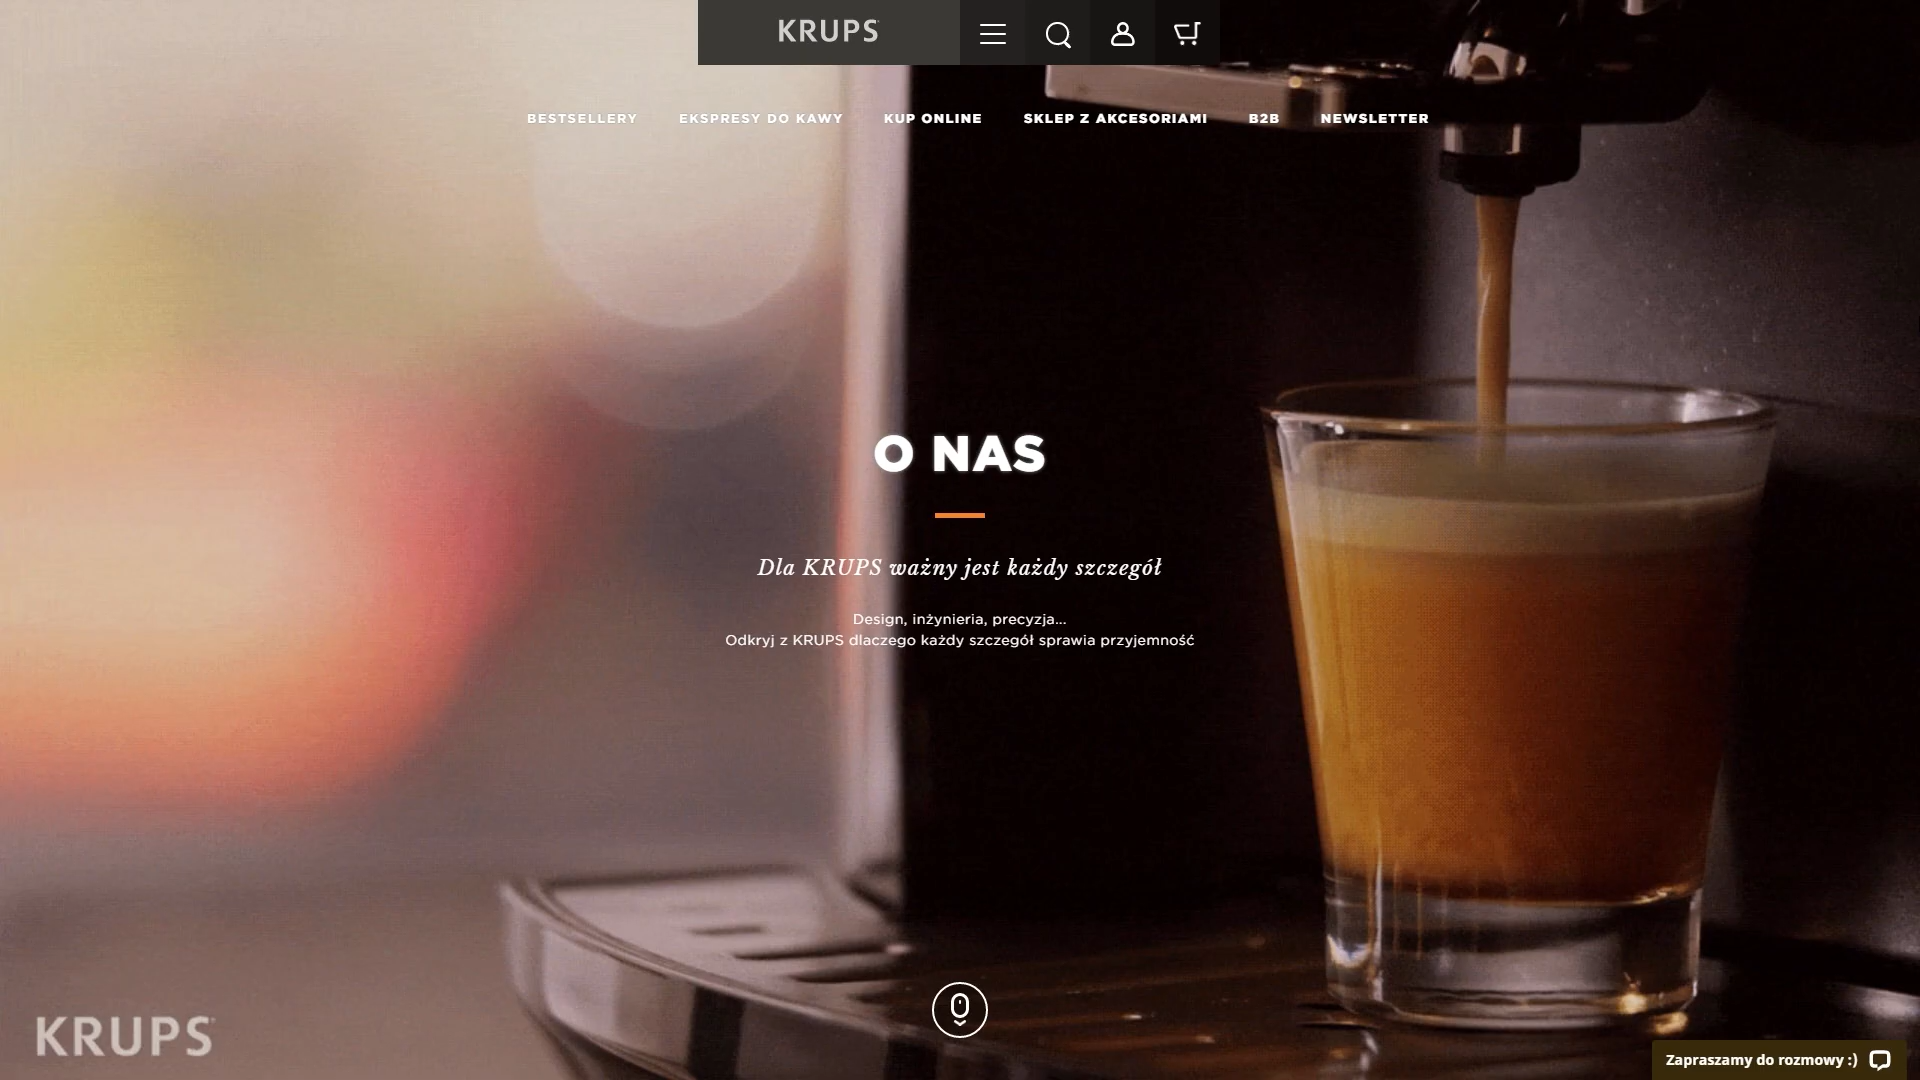 KRUPS
BESTSELLERY EKSPRESY DO KAWY KUP ONLINE SKLEP Z AKCESORIAMI B2B NEWSLETTER
O NAS
Dla KRUPS ważny jest każdy szczegół
Design, inżynieria, precyzja...
Odkryj z KRUPS dlaczego każdy szczegół sprawia przyjemność
KRUPS
Zapraszamy do rozmowy :)